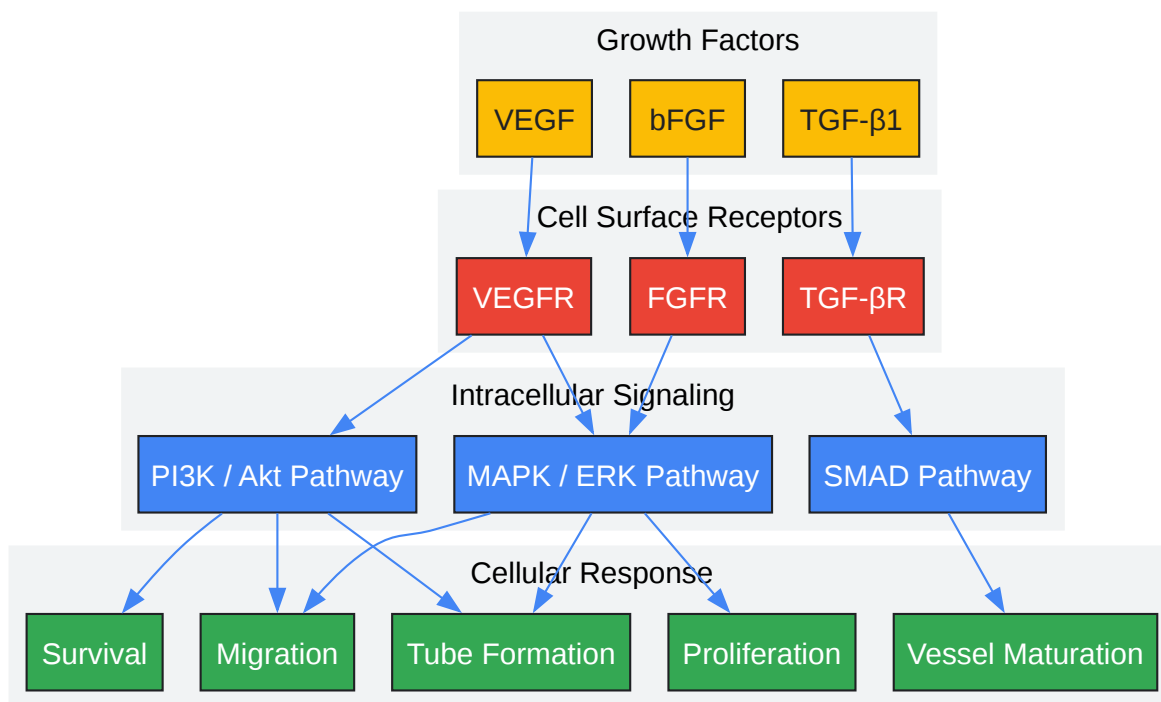 Growth Factors
VEGF
bFGF
TGF-β1
Cell Surface Receptors
VEGFR
FGFR
TGF-βR
Intracellular Signaling
PI3K / Akt Pathway
MAPK / ERK Pathway
SMAD Pathway
Cellular Response
Survival
Migration
Tube Formation
Proliferation
Vessel Maturation